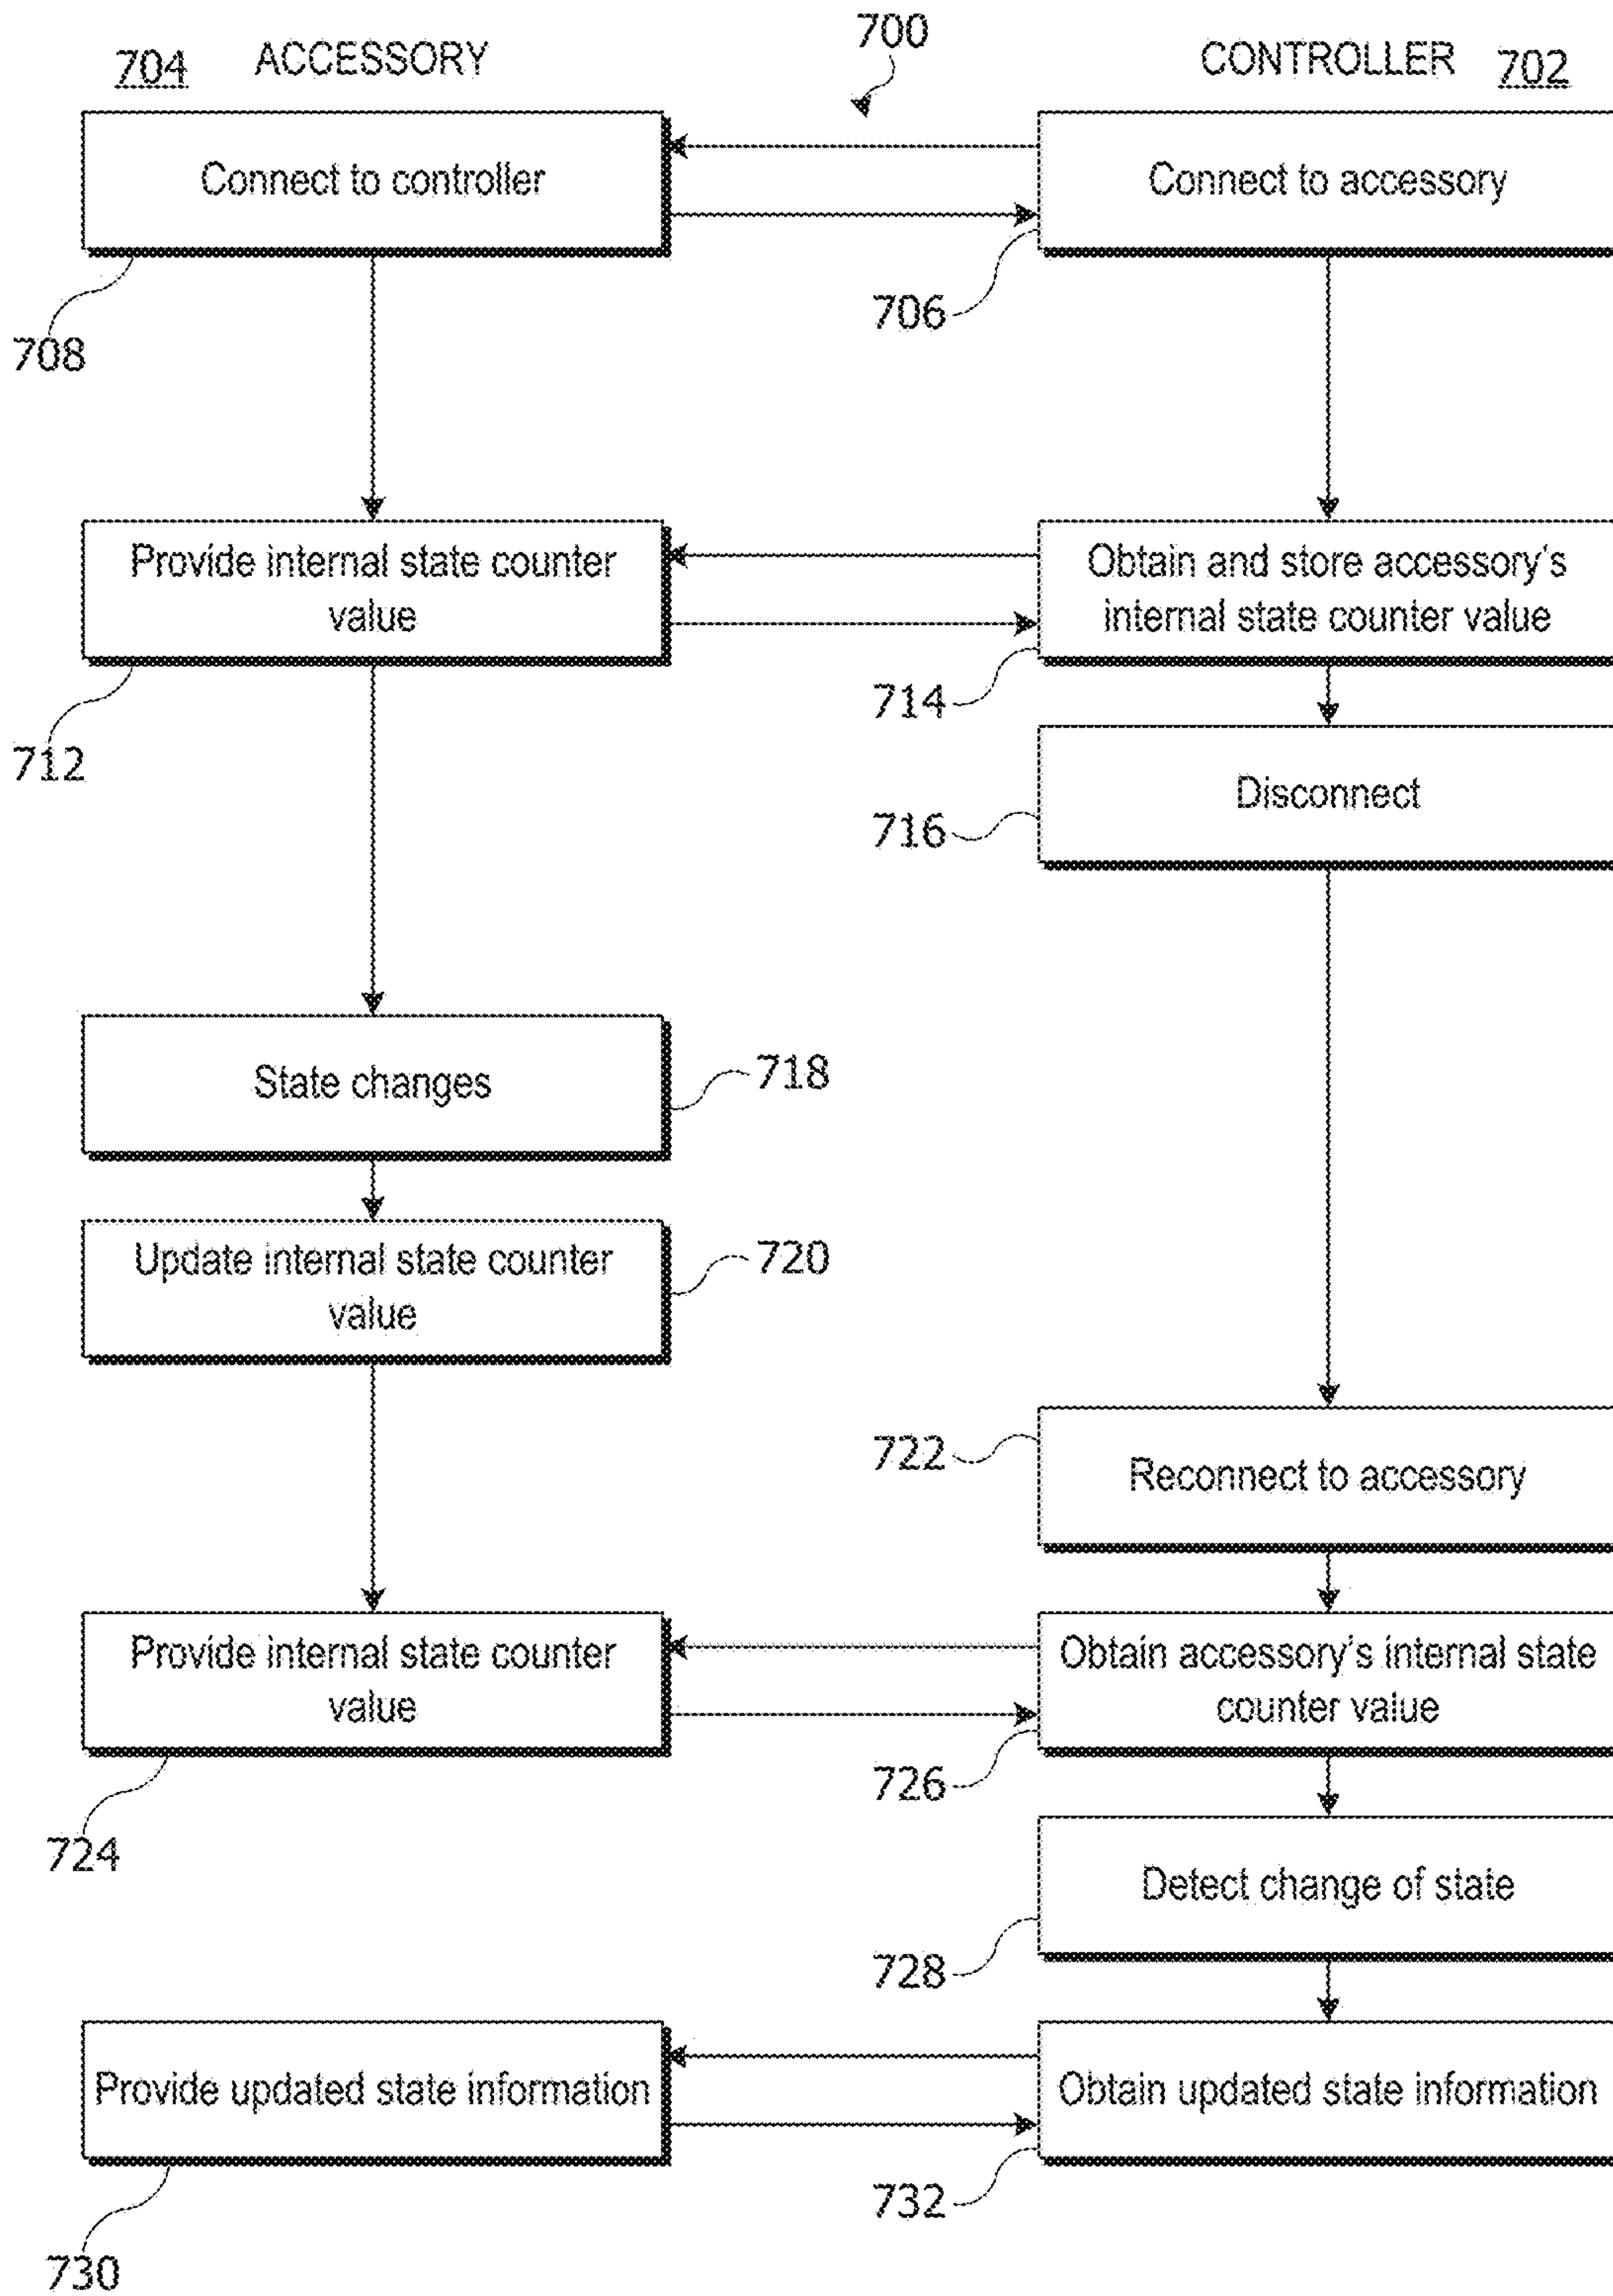 700
704 ACCESSORY
CONTROLLER 702
Connect to controller
Connect to accessory
706
708
Provide internal state counter
value
Obtain and store accessory's
internal state counter value
714
712
Disconnect
716
State changes
718
Update internal state counter
value
720
722
Reconnect to accessory
Provide internal state counter
value
Obtain accessory's internal state
counter value
726
724
Detect change of state
728
Provide updated state information
Obtain updated state information
732
730